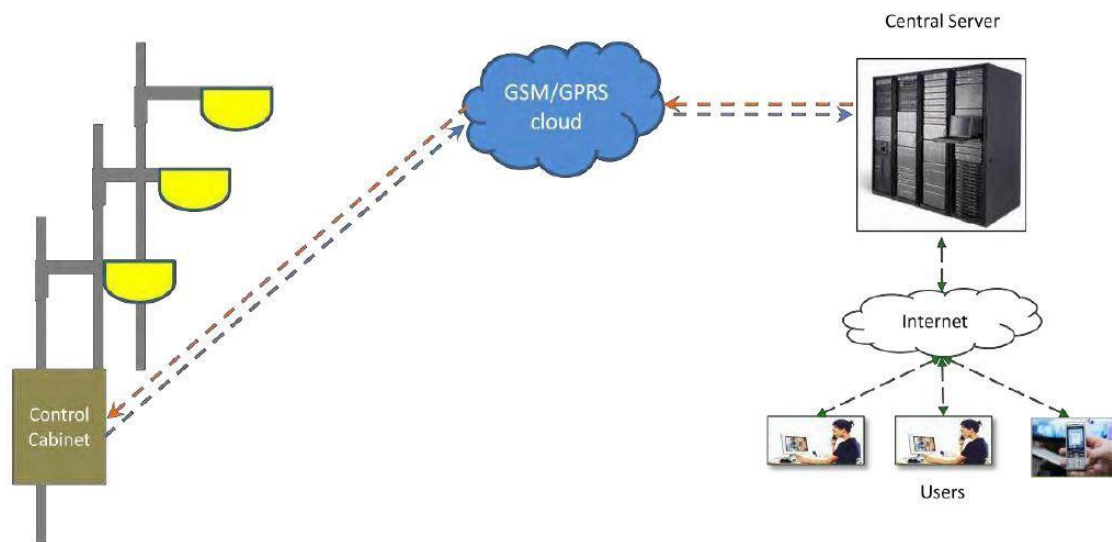 Central Server
GSM/GPRS
cloud
Internet
Control
Cabinet
Users